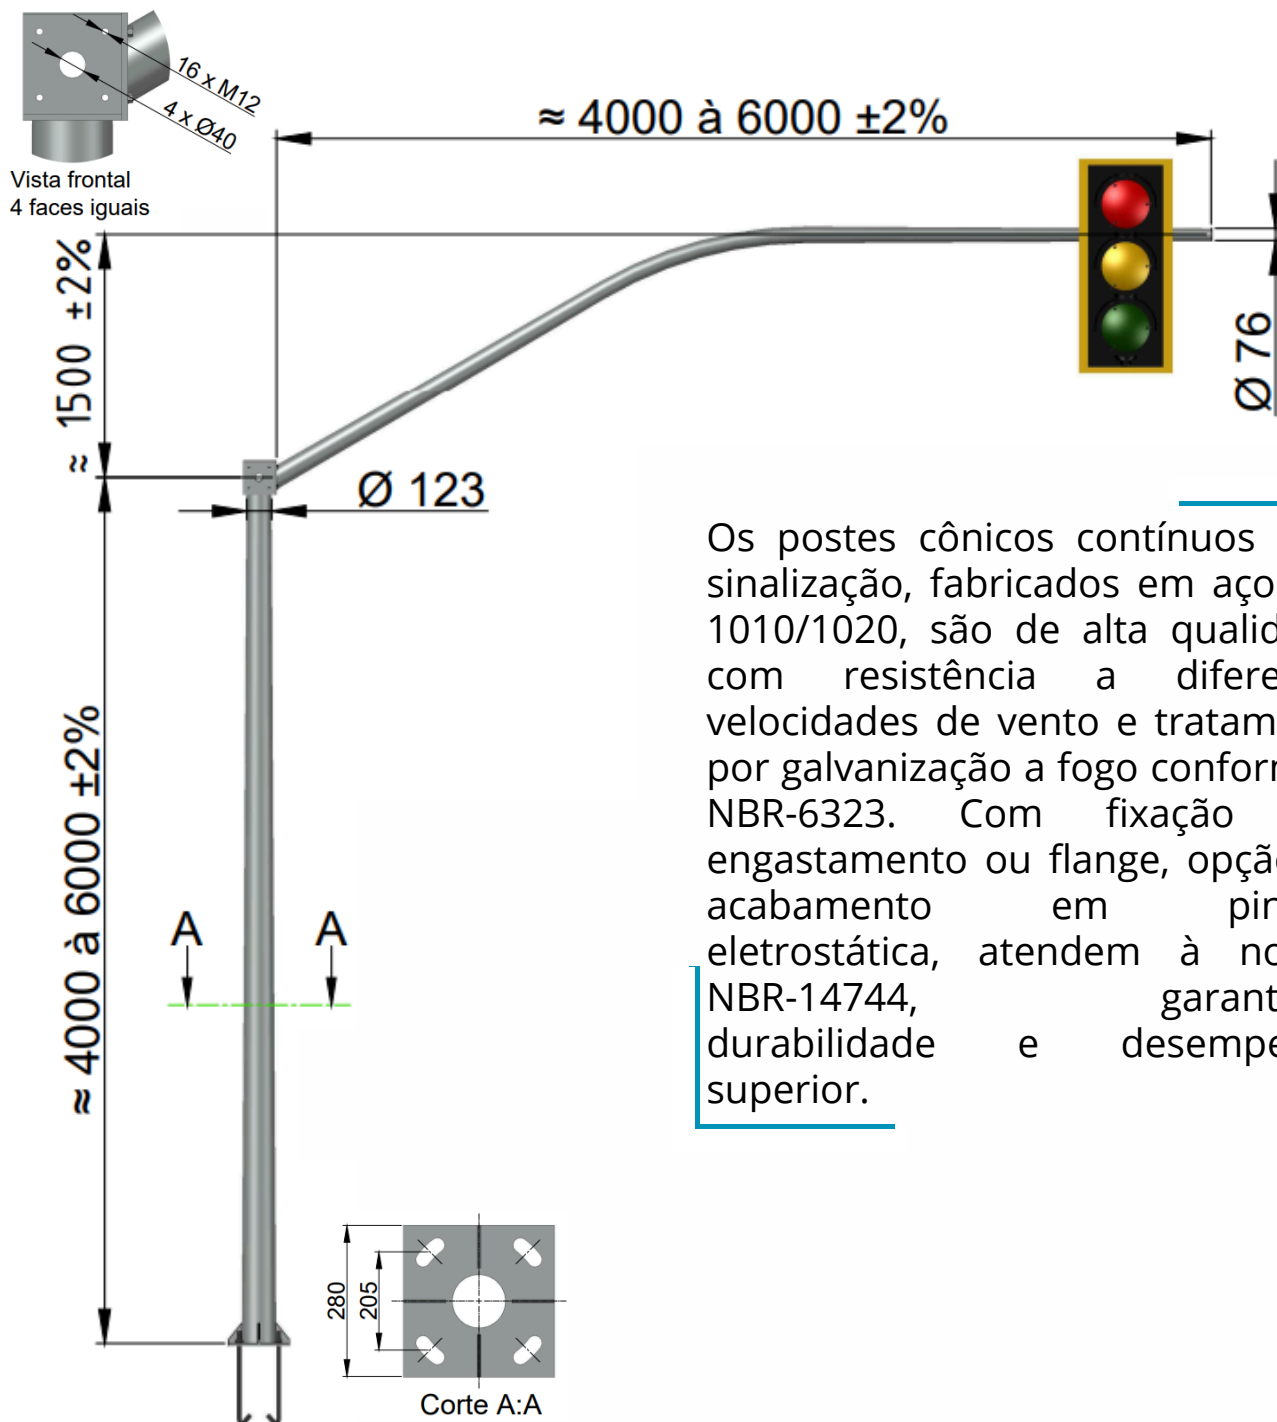 16 x M12
4 x Ø40
Vista frontal
4 faces iguais
≈ 4000 à 6000 ±2%
≈ 1500 ±2%
Ø 76
Ø 123
≈ 4000 à 6000 ±2%
A A
Os postes cônicos contínuos
sinalização, fabricados em aço
1010/1020, são de alta qualid
com resistência a difere
velocidades de vento e tratam
por galvanização a fogo conforn
NBR-6323. Com fixação
engastamento ou flange, opção
acabamento em pin
eletrostática, atendem à no
NBR-14744, garant
durabilidade e desempe
superior.
280
205
Corte A:A